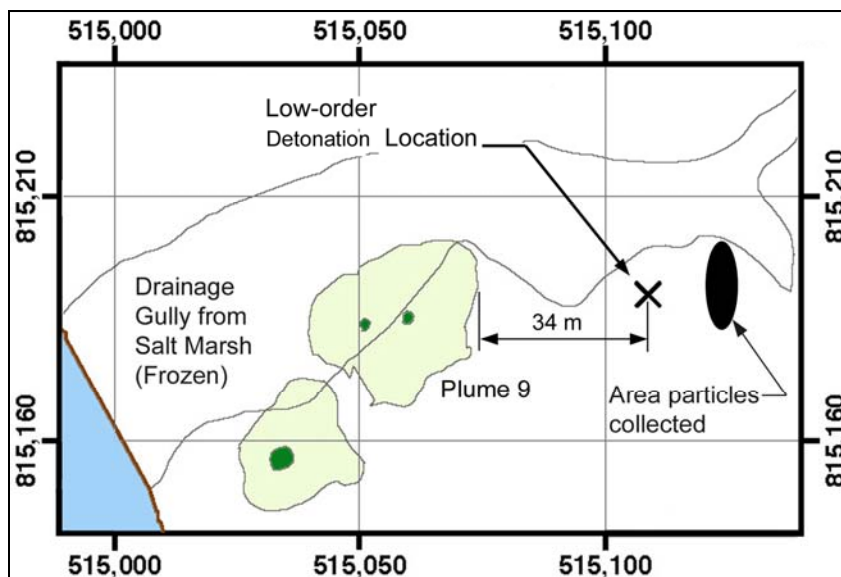 515,000 515,050 515,100
Low-order
Detonation Location
815,210
815,210
Drainage
Gully from
Salt Marsh
(Frozen)
34 m
Plume 9
Area particles
collected
815,160
815,160
515,000 515,050 515,100